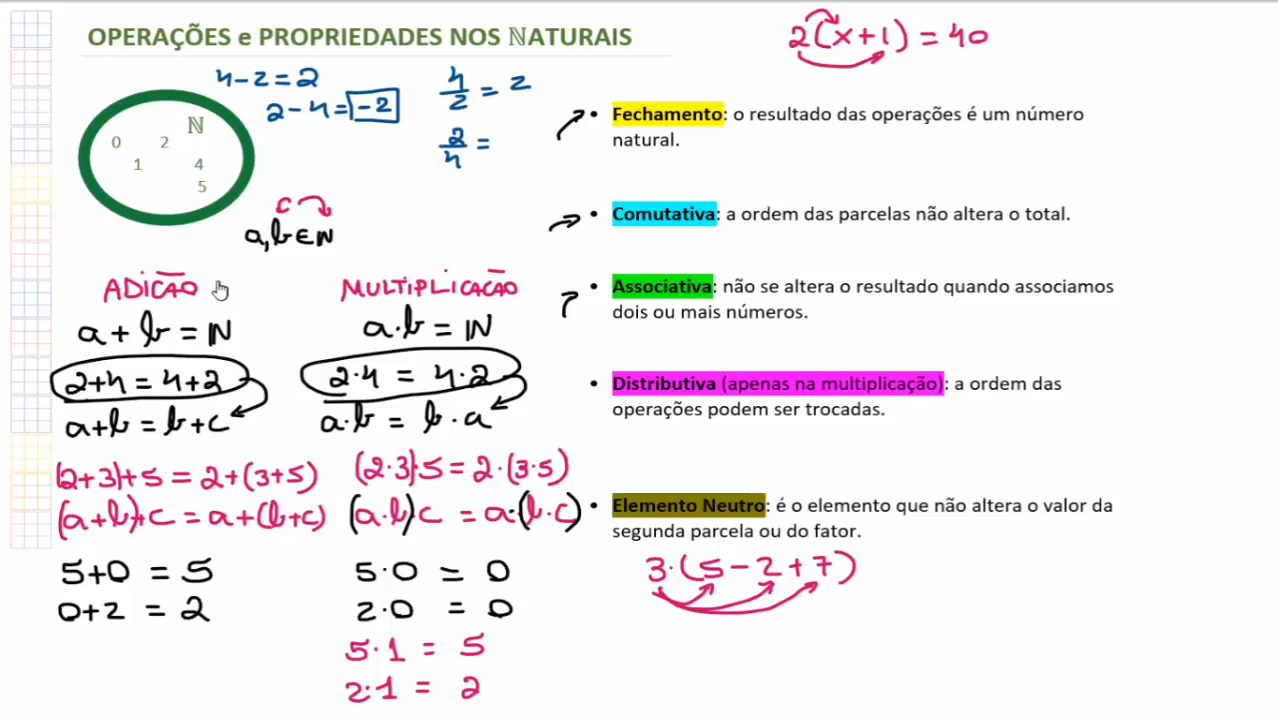 OPERAÇÕES e PROPRIEDADES NOS ℕATURAIS
2(x+1) = 40
4-2=2
2-4=-2
4/2 = 2
2/4 =
ℕ
0 2
1 4
5
c
a,b∈N
• Fechamento: o resultado das operações é um número
natural.
• Comutativa: a ordem das parcelas não altera o total.
• Associativa: não se altera o resultado quando associamos
dois ou mais números.
• Distributiva (apenas na multiplicação): a ordem das
operações podem ser trocadas.
• Elemento Neutro: é o elemento que não altera o valor da
segunda parcela ou do fator.
3·(5-2+7)
ADIÇÃO
a+b = N
2+4 = 4+2
a+b = b+c
(2+3)+5 = 2+(3+5)
(a+b)+c = a+(b+c)
5+0 = 5
0+2 = 2
MULTIPLICAÇÃO
a·b = N
2·4 = 4·2
a·b = b·a
(2·3)·5 = 2·(3·5)
(a·b)c = a·(b·c)
5·0 = 0
2·0 = 0
5·1 = 5
2·1 = 2